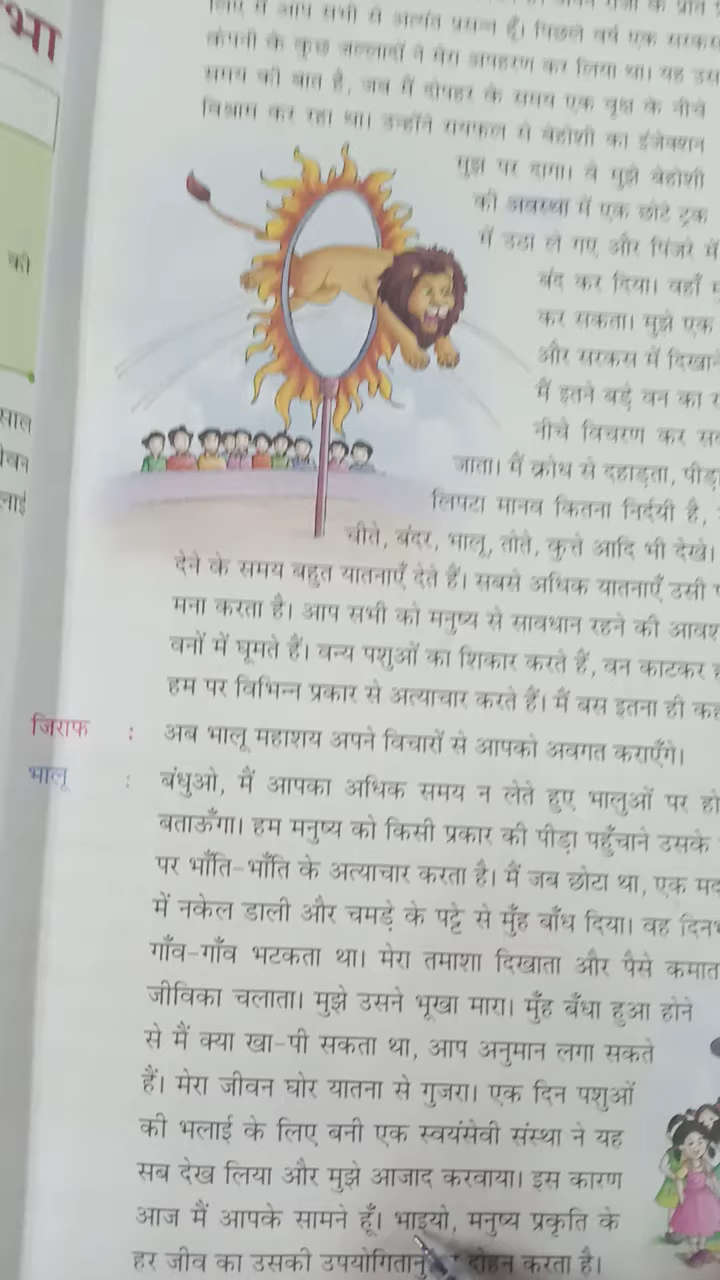 भा
की
साल
लिए मैं आप सभी से अत्यंत प्रसन्न हूँ। पिछले वर्ष एक सरकस
कंपनी के कुछ जल्लादों ने मेरा अपहरण कर लिया था। यह उस
समय की बात है, जब मैं दोपहर के समय एक वृक्ष के नीचे
विश्राम कर रहा था। उन्होंने रायफल से बेहोशी का इंजेक्शन
मुझ पर दागा। वे मुझे बेहोशी
की अवस्था में एक छोटे ट्रक
में उठा ले गए और पिंजरे में
बंद कर दिया। वहाँ
कर सकता। मुझे एक
और सरकस में
मैं इतने बड़े वन का
नीचे विचरण कर
जाता। मैं क्रोध से दहाड़ता,
लिपटा मानव कितना निर्दयी है,
चीते, बंदर, भालू, तोते, कुत्ते आदि भी देखे।
देने के समय बहुत यातनाएँ देते हैं। सबसे अधिक यातनाएँ उसी
मना करता है। आप सभी को मनुष्य से सावधान रहने की
वनों में घूमते हैं। वन्य पशुओं का शिकार करते हैं, वन काटकर
हम पर विभिन्न प्रकार से अत्याचार करते हैं। मैं बस इतना ही
जिराफ : अब भालू महाशय अपने विचारों से आपको अवगत कराएँगे।
भालू : बंधुओ, मैं आपका अधिक समय न लेते हुए भालुओं पर हो
बताऊँगा। हम मनुष्य को किसी प्रकार की पीड़ा पहुँचाने उसके
पर भाँति-भाँति के अत्याचार करता है। मैं जब छोटा था, एक
में नकेल डाली और चमड़े के पट्टे से मुँह बाँध दिया। वह
गाँव-गाँव भटकता था। मेरा तमाशा दिखाता और पैसे
जीविका चलाता। मुझे उसने भूखा मारा। मुँह बँधा हुआ होने
से मैं क्या खा-पी सकता था, आप अनुमान लगा सकते
हैं। मेरा जीवन घोर यातना से गुजरा। एक दिन पशुओं
की भलाई के लिए बनी एक स्वयंसेवी संस्था ने यह
सब देख लिया और मुझे आजाद करवाया। इस कारण
आज मैं आपके सामने हूँ। भाइयो, मनुष्य प्रकृति के
हर जीव का उसकी दोहन करता है।